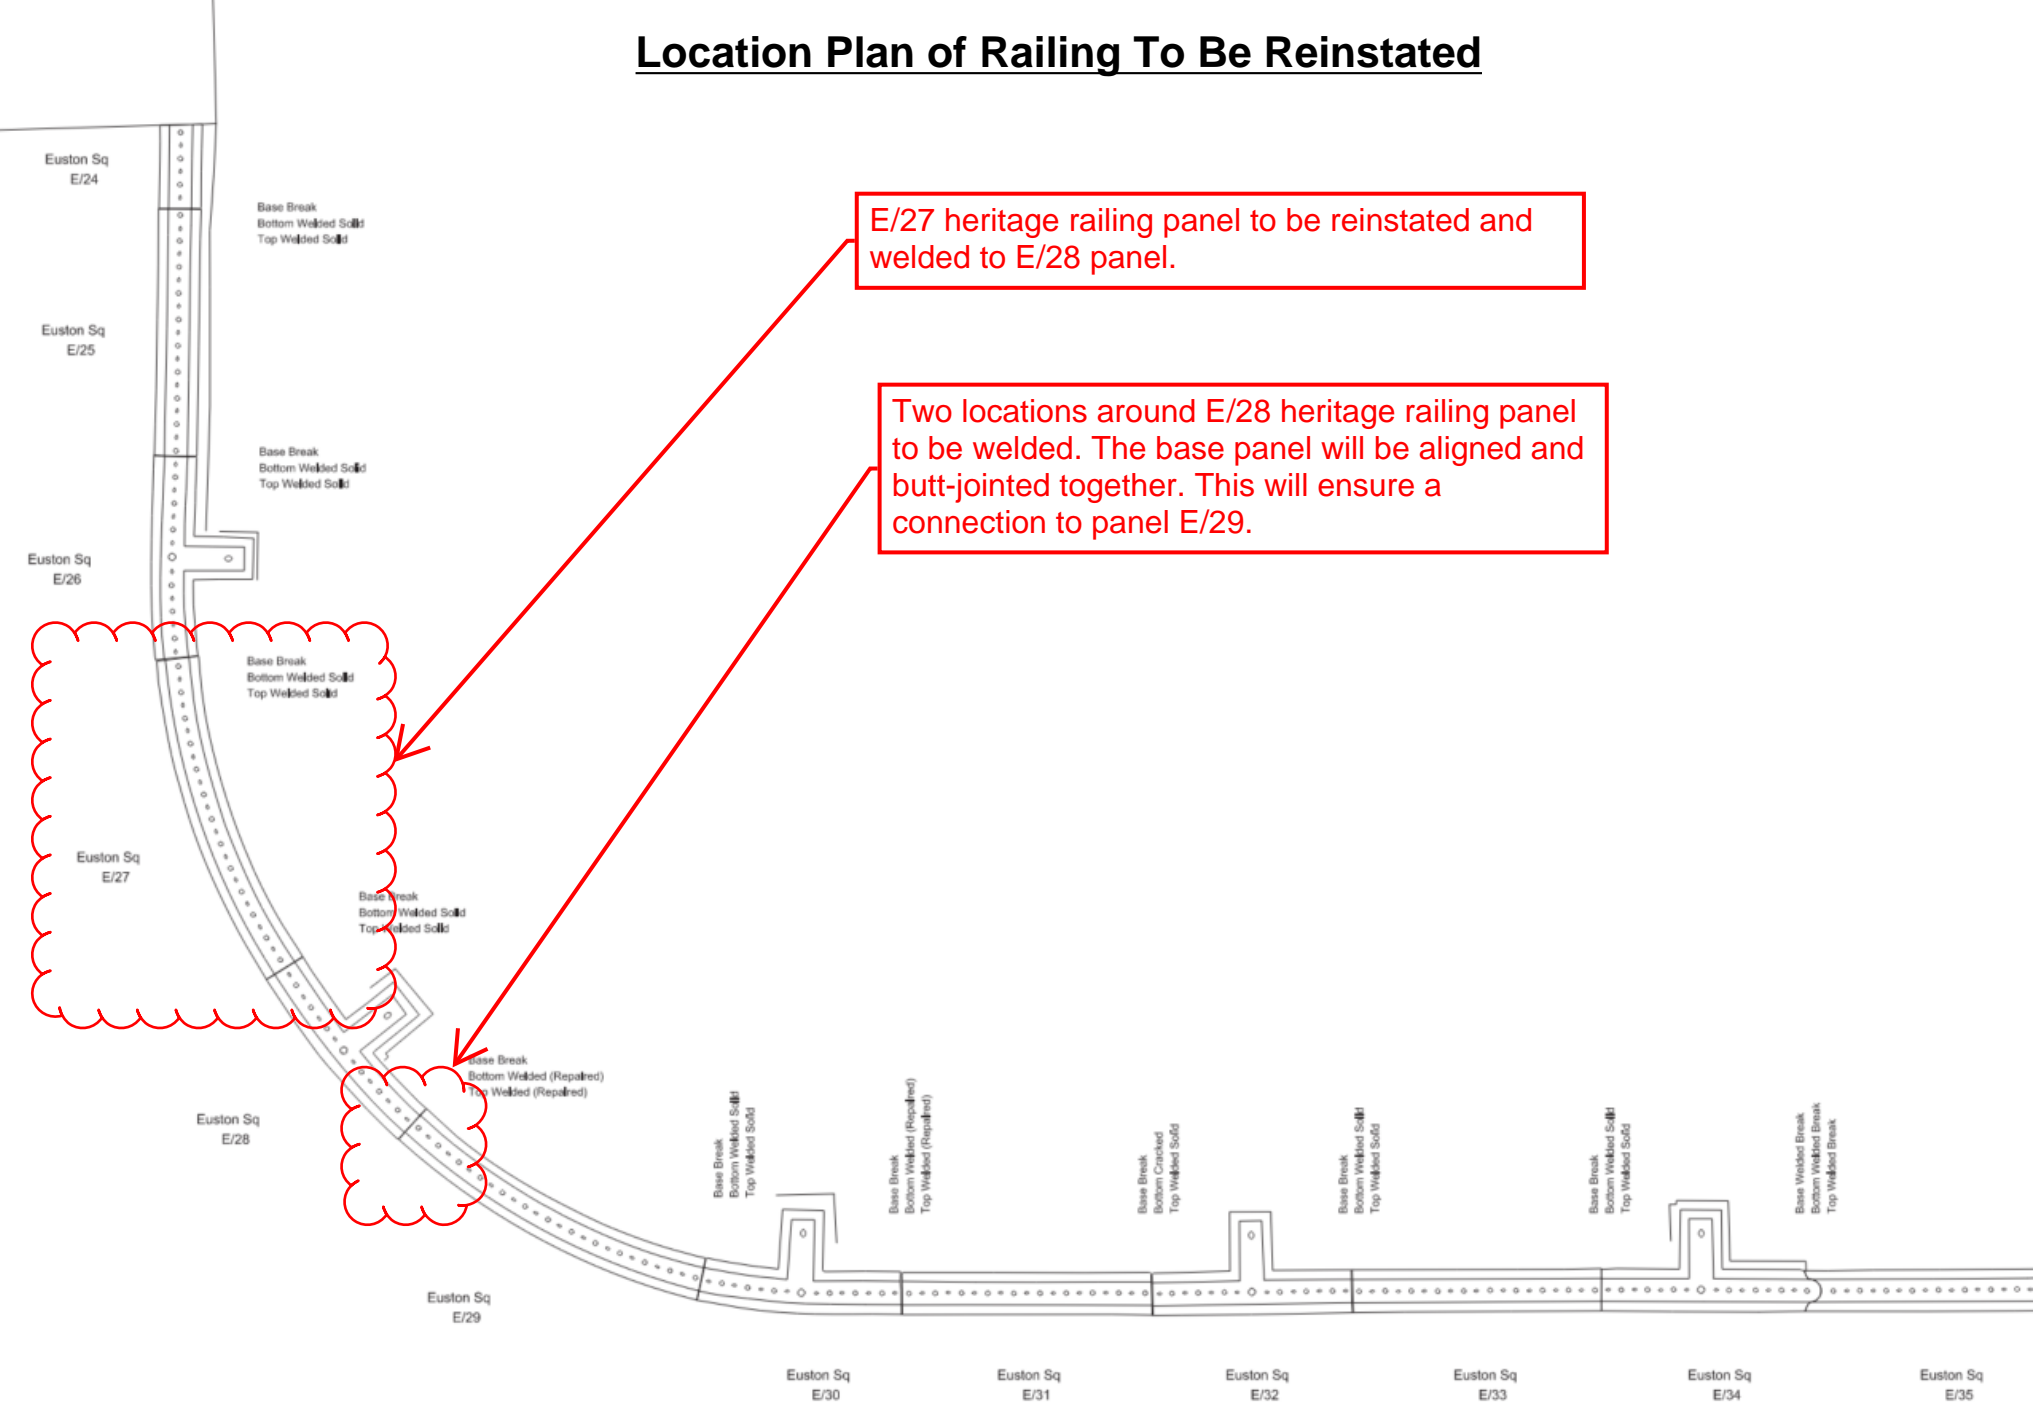 Location Plan of Railing To Be Reinstated
Euston Sq
E/24
Base Break
Bottom Welded Solid
Top Welded Solid
E/27 heritage railing panel to be reinstated and
welded to E/28 panel.
Euston Sq
E/25
Two locations around E/28 heritage railing panel
to be welded. The base panel will be aligned and
butt-jointed together. This will ensure a
connection to panel E/29.
Base Break
Bottom Welded Solid
Top Welded Solid
Euston Sq
E/26
Base Break
Bottom Welded Solid
Top Welded Solid
Euston Sq
E/27
Base Break
Bottom Welded Solid
Top Welded Solid
Base Break
Bottom Welded (Repaired)
Top Welded (Repaired)
Euston Sq
E/28
Base Break
Bottom Welded Solid
Top Welded Solid
Base Break
Bottom Welded (Repaired)
Top Welded (Repaired)
Base Break
Bottom Cracked
Top Welded Solid
Base Break
Bottom Welded Solid
Top Welded Solid
Base Break
Bottom Welded Solid
Top Welded Solid
Base Welded Break
Bottom Welded Break
Top Welded Break
Euston Sq
E/29
Euston Sq
E/30
Euston Sq
E/31
Euston Sq
E/32
Euston Sq
E/33
Euston Sq
E/34
Euston Sq
E/35